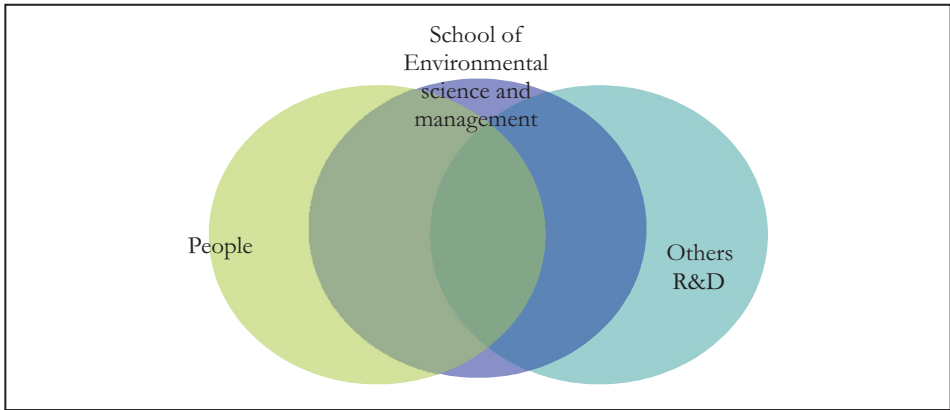 School of
Environmental
science and
management
People
Others
R&D